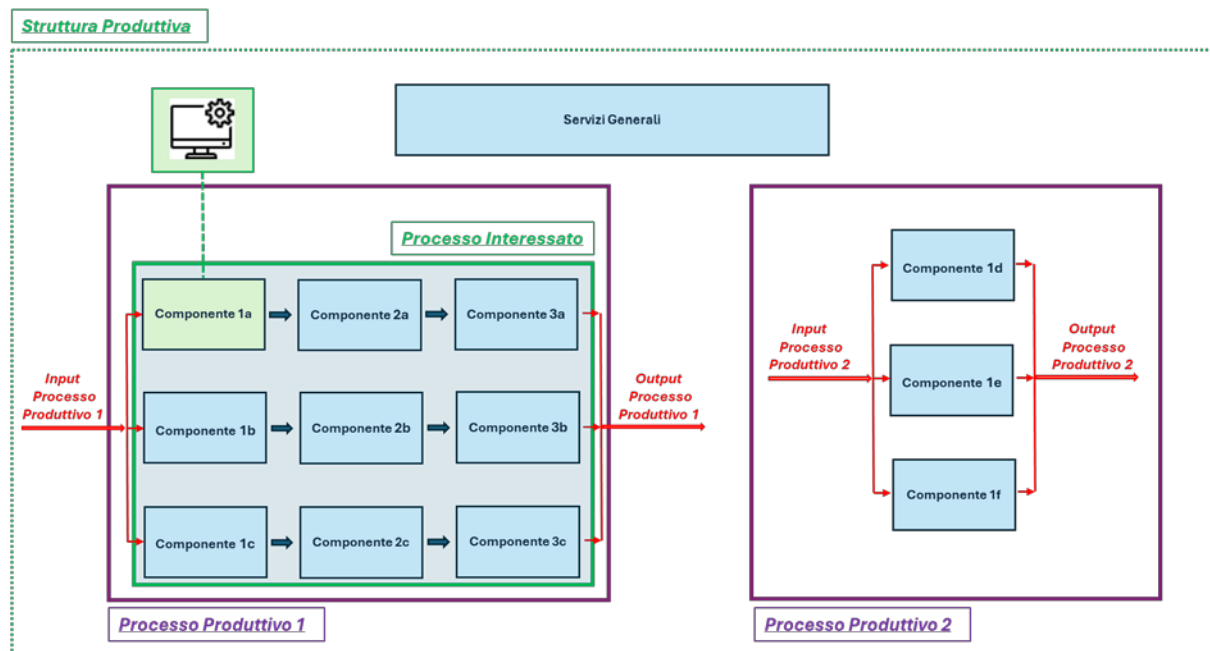 Struttura Produttiva
Servizi Generali
Processo Interessato
Componente 1a
Componente 2a
Componente 3a
Input
Processo
Produttivo 1
Componente 1b
Componente 2b
Componente 3b
Output
Processo
Produttivo 1
Componente 1c
Componente 2c
Componente 3c
Processo Produttivo 1
Componente 1d
Input
Processo
Produttivo 2
Componente 1e
Output
Processo
Produttivo 2
Componente 1f
Processo Produttivo 2